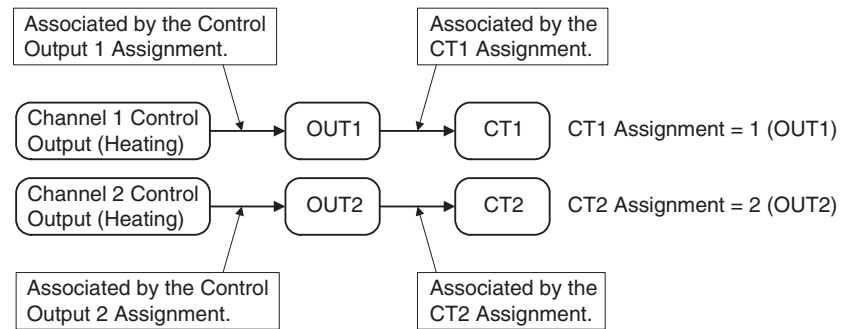 Associated by the Control
Output 1 Assignment.
Associated by the
CT1 Assignment.
Channel 1 Control
Output (Heating)
OUT1
CT1
CT1 Assignment = 1 (OUT1)
Channel 2 Control
Output (Heating)
OUT2
CT2
CT2 Assignment = 2 (OUT2)
Associated by the Control
Output 2 Assignment.
Associated by the
CT2 Assignment.